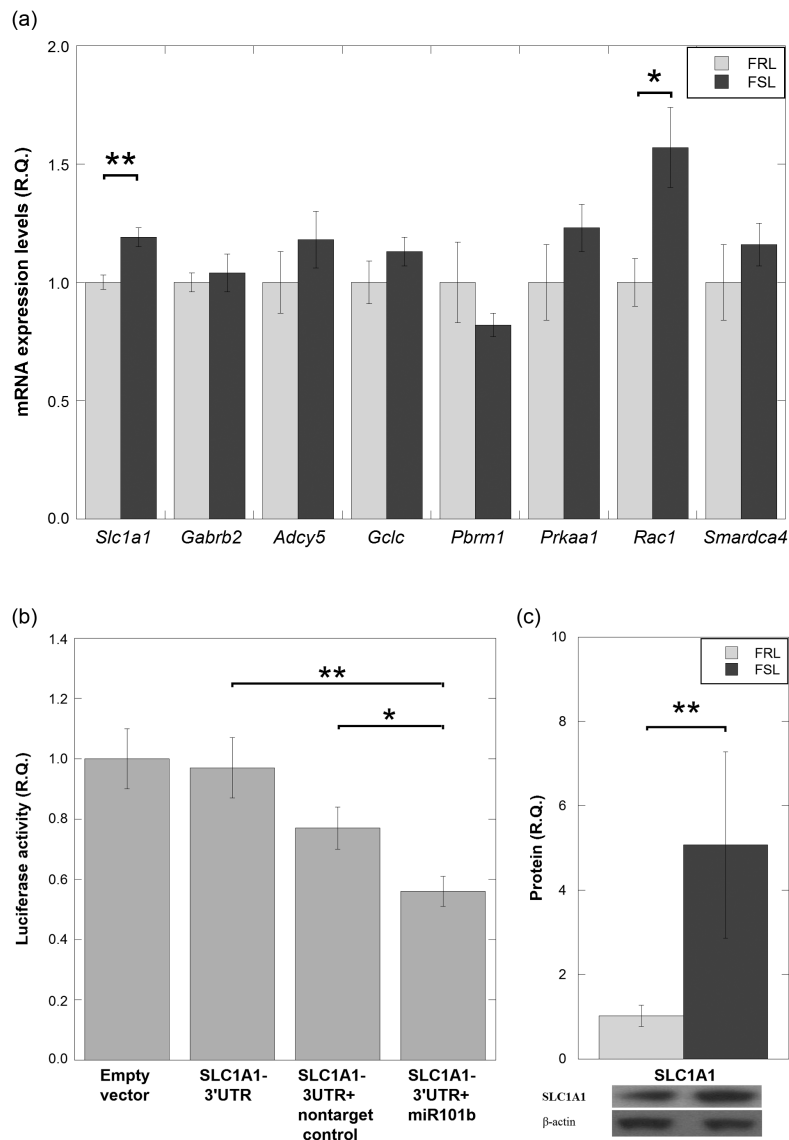 (a)
2.0
1.5
1.0
0.5
0.0
mRNA expression levels (R.Q.)
FRL
FSL
**
*
Slc1a1 Gabrb2 Adcy5 Gclc Pbrm1 Prkaa1 Rac1 Smardca4
(b)
1.4
1.2
1.0
0.8
0.6
0.4
0.2
0.0
Luciferase activity (R.Q.)
**
*
Empty
vector
SLC1A1-
3'UTR
SLC1A1-
3UTR+
nontarget
control
SLC1A1-
3'UTR+
miR101b
(c)
10
8
6
4
2
0
Protein (R.Q.)
FRL
FSL
**
SLC1A1
SLC1A1
β-actin